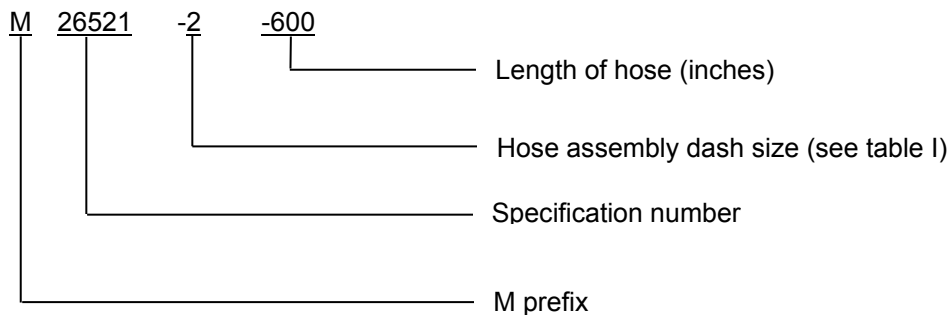 M 26521 -2 -600
Length of hose (inches)
Hose assembly dash size (see table I)
Specification number
M prefix